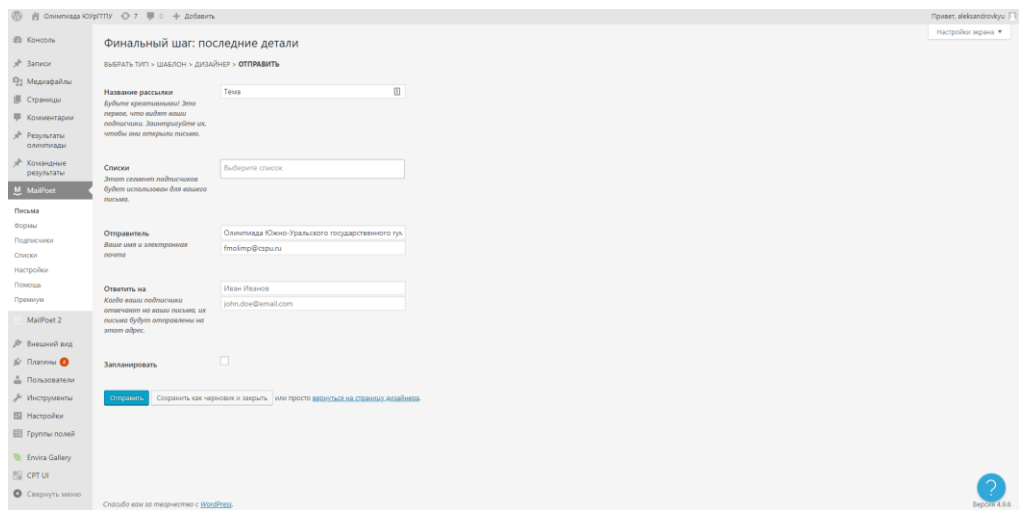 Олимпиада ЮУрГГПУ 7 0 + Добавить
Привет, aleksandrovkyu
Настройки экрана ▼
Консоль
Записи
Медиафайлы
Страницы
Комментарии
Результаты
олимпиады
Командные
результаты
MailPoet
Письма
Формы
Подписчики
Списки
Настройки
Помощь
Премиум
MailPoet 2
Внешний вид
Плагины 4
Пользователи
Инструменты
Настройки
Группы полей
Envira Gallery
CPT UI
Свернуть меню
Финальный шаг: последние детали
ВЫБРАТЬ ТИП > ШАБЛОН > ДИЗАЙНЕР > ОТПРАВИТЬ
Название рассылки
Будьте креативными! Это
первое, что видят ваши
подписчики. Заинтригуйте их,
чтобы они открыли письмо.
Тема
Списки
Этот сегмент подписчиков
будет использован для вашего
письма.
Выберите список
Отправитель
Ваше имя и электронная
почта
Олимпиада Южно-Уральского государственного гум
fmolimp@cspu.ru
Ответить на
Когда ваши подписчики
отвечают на ваши письма, их
письма будут отправлены на
этот адрес.
Иван Иванов
john.doe@email.com
Запланировать
Отправить Сохранить как черновик и закрыть или просто вернуться на страницу дизайнера.
Спасибо вам за творчество с WordPress.
?
Версия 4.9.6